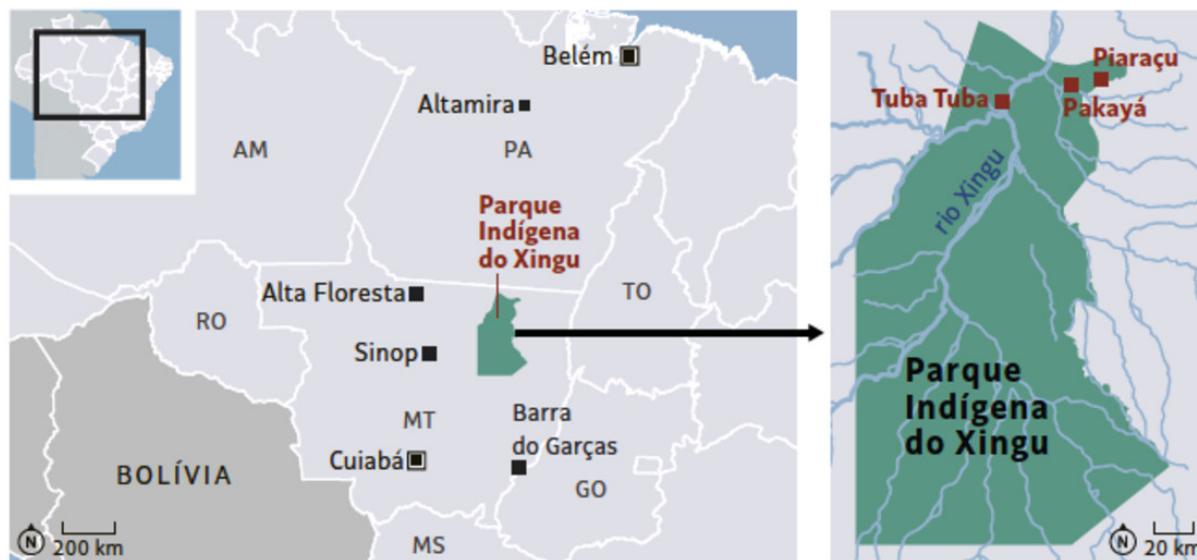 Belém
Altamira
AM
PA
Parque
Indígena
do Xingu
Alta Floresta
TO
RO
Sinop
MT
Barra
do Garças
Cuiabá
BOLÍVIA
GO
N
200 km
MS
Piaraçu
Tuba Tuba
Pakayá
rio Xingu
Parque
Indígena
do Xingu
N
20 km